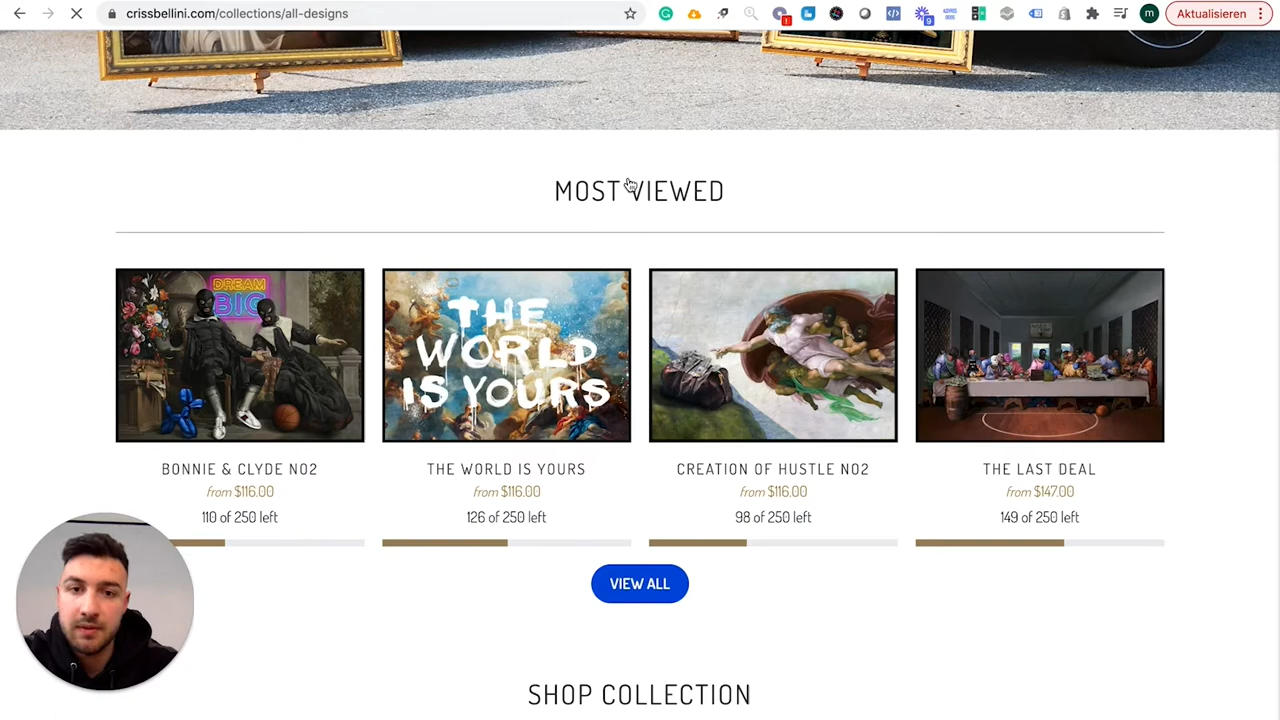 crissbellini.com/collections/all-designs
Aktualisieren
MOST VIEWED
DREAM
BIG
THE
WORLD
IS YOURS
BONNIE & CLYDE NO2
THE WORLD IS YOURS
CREATION OF HUSTLE NO2
THE LAST DEAL
from $116.00
from $116.00
from $116.00
from $147.00
110 of 250 left
126 of 250 left
98 of 250 left
149 of 250 left
VIEW ALL
SHOP COLLECTION